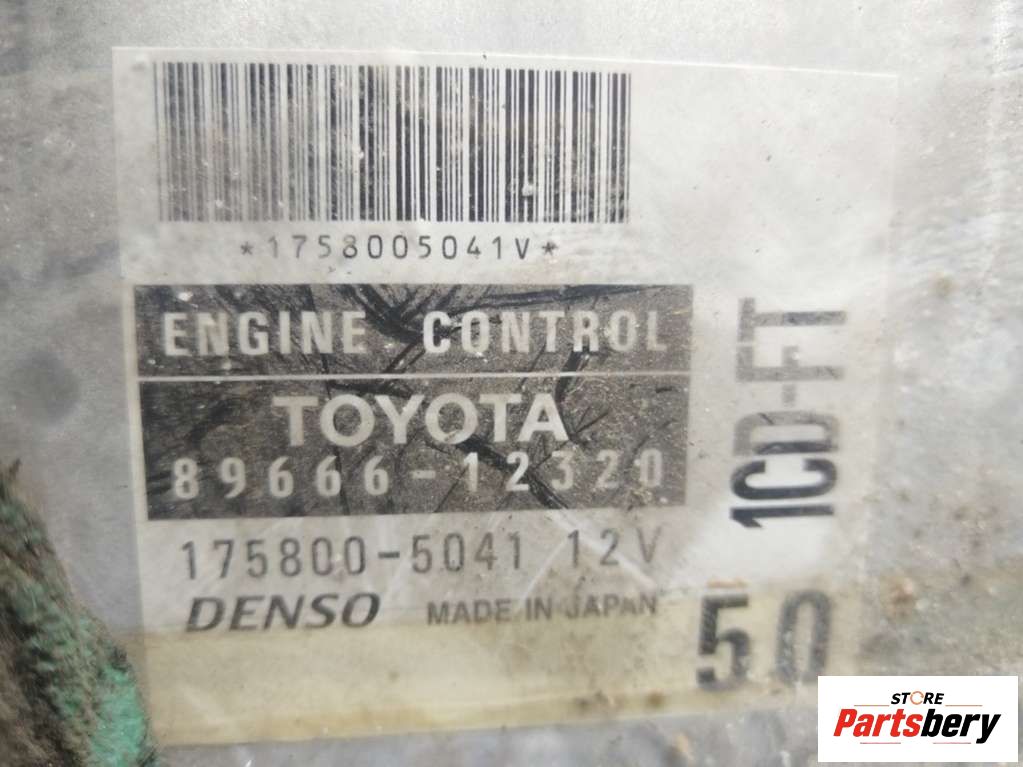 *1758005041V*
ENGINE CONTROL
TOYOTA
89666-12320
175800-5041 12V
DENSO MADE IN JAPAN
1CD-FT
50
STORE
Partsbery